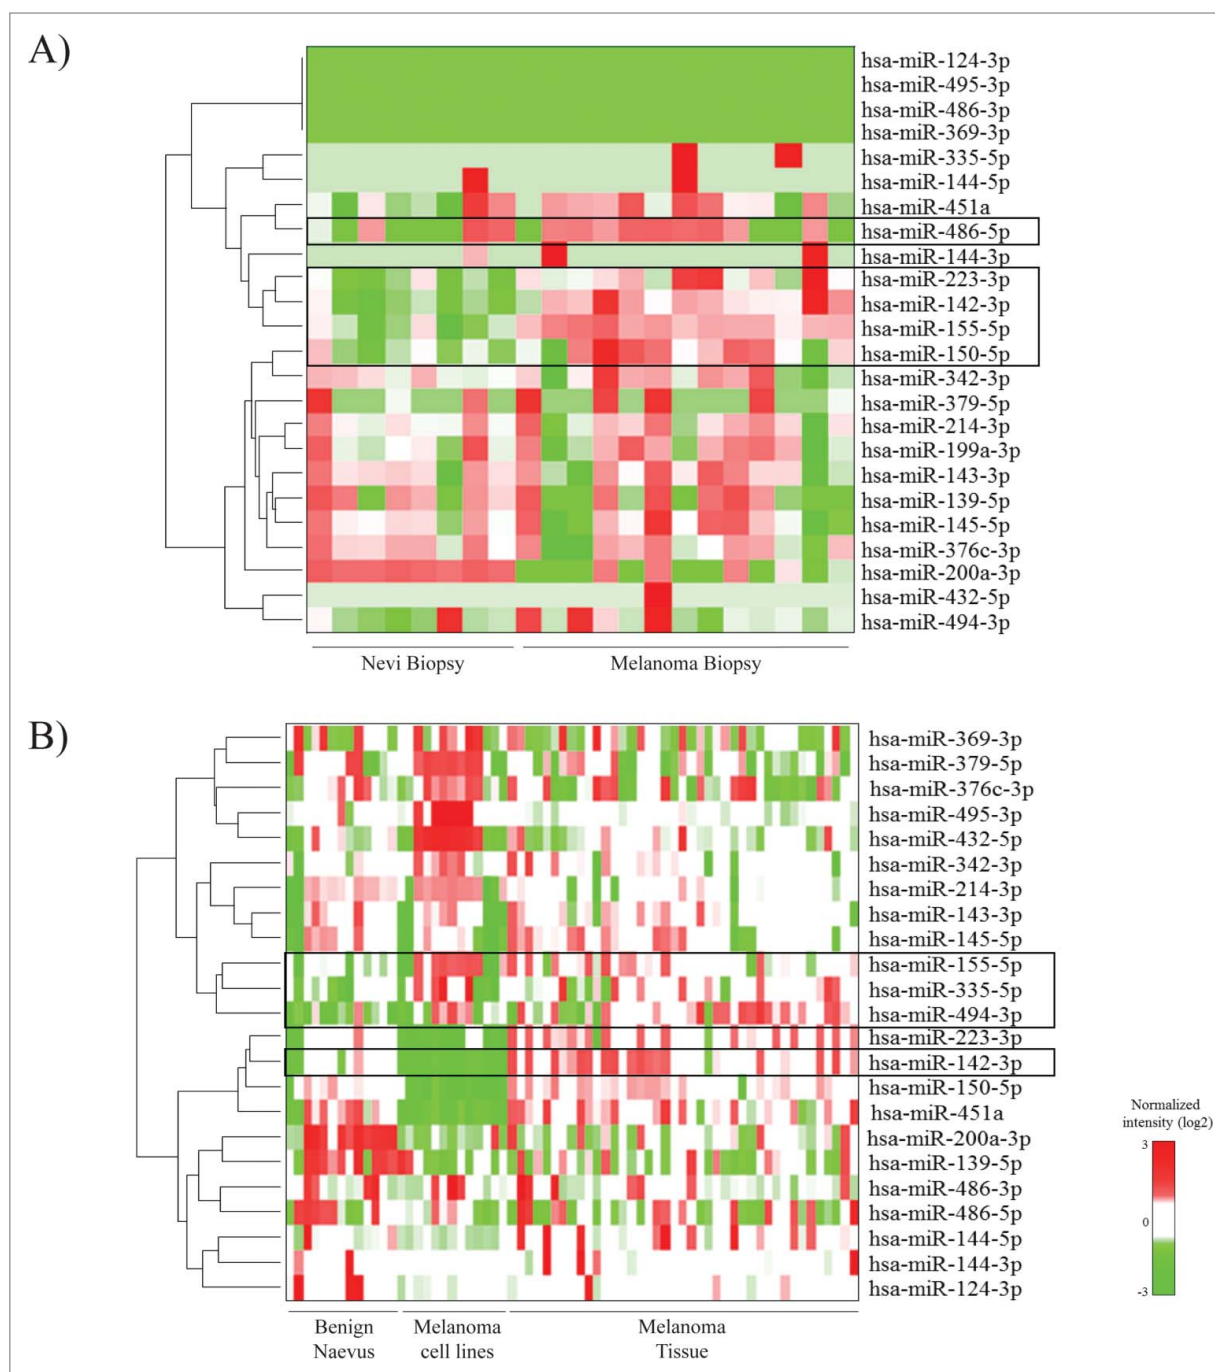 A)
hsa-miR-124-3p
hsa-miR-495-3p
hsa-miR-486-3p
hsa-miR-369-3p
hsa-miR-335-5p
hsa-miR-144-5p
hsa-miR-451a
hsa-miR-486-5p
hsa-miR-144-3p
hsa-miR-223-3p
hsa-miR-142-3p
hsa-miR-155-5p
hsa-miR-150-5p
hsa-miR-342-3p
hsa-miR-379-5p
hsa-miR-214-3p
hsa-miR-199a-3p
hsa-miR-143-3p
hsa-miR-139-5p
hsa-miR-145-5p
hsa-miR-376c-3p
hsa-miR-200a-3p
hsa-miR-432-5p
hsa-miR-494-3p
Nevi Biopsy
Melanoma Biopsy
B)
hsa-miR-369-3p
hsa-miR-379-5p
hsa-miR-376c-3p
hsa-miR-495-3p
hsa-miR-432-5p
hsa-miR-342-3p
hsa-miR-214-3p
hsa-miR-143-3p
hsa-miR-145-5p
hsa-miR-155-5p
hsa-miR-335-5p
hsa-miR-494-3p
hsa-miR-223-3p
hsa-miR-142-3p
hsa-miR-150-5p
hsa-miR-451a
hsa-miR-200a-3p
hsa-miR-139-5p
hsa-miR-486-3p
hsa-miR-486-5p
hsa-miR-144-5p
hsa-miR-144-3p
hsa-miR-124-3p
Benign
Naevus
Melanoma
cell lines
Melanoma
Tissue
Normalized
intensity (log2)
3
0
-3